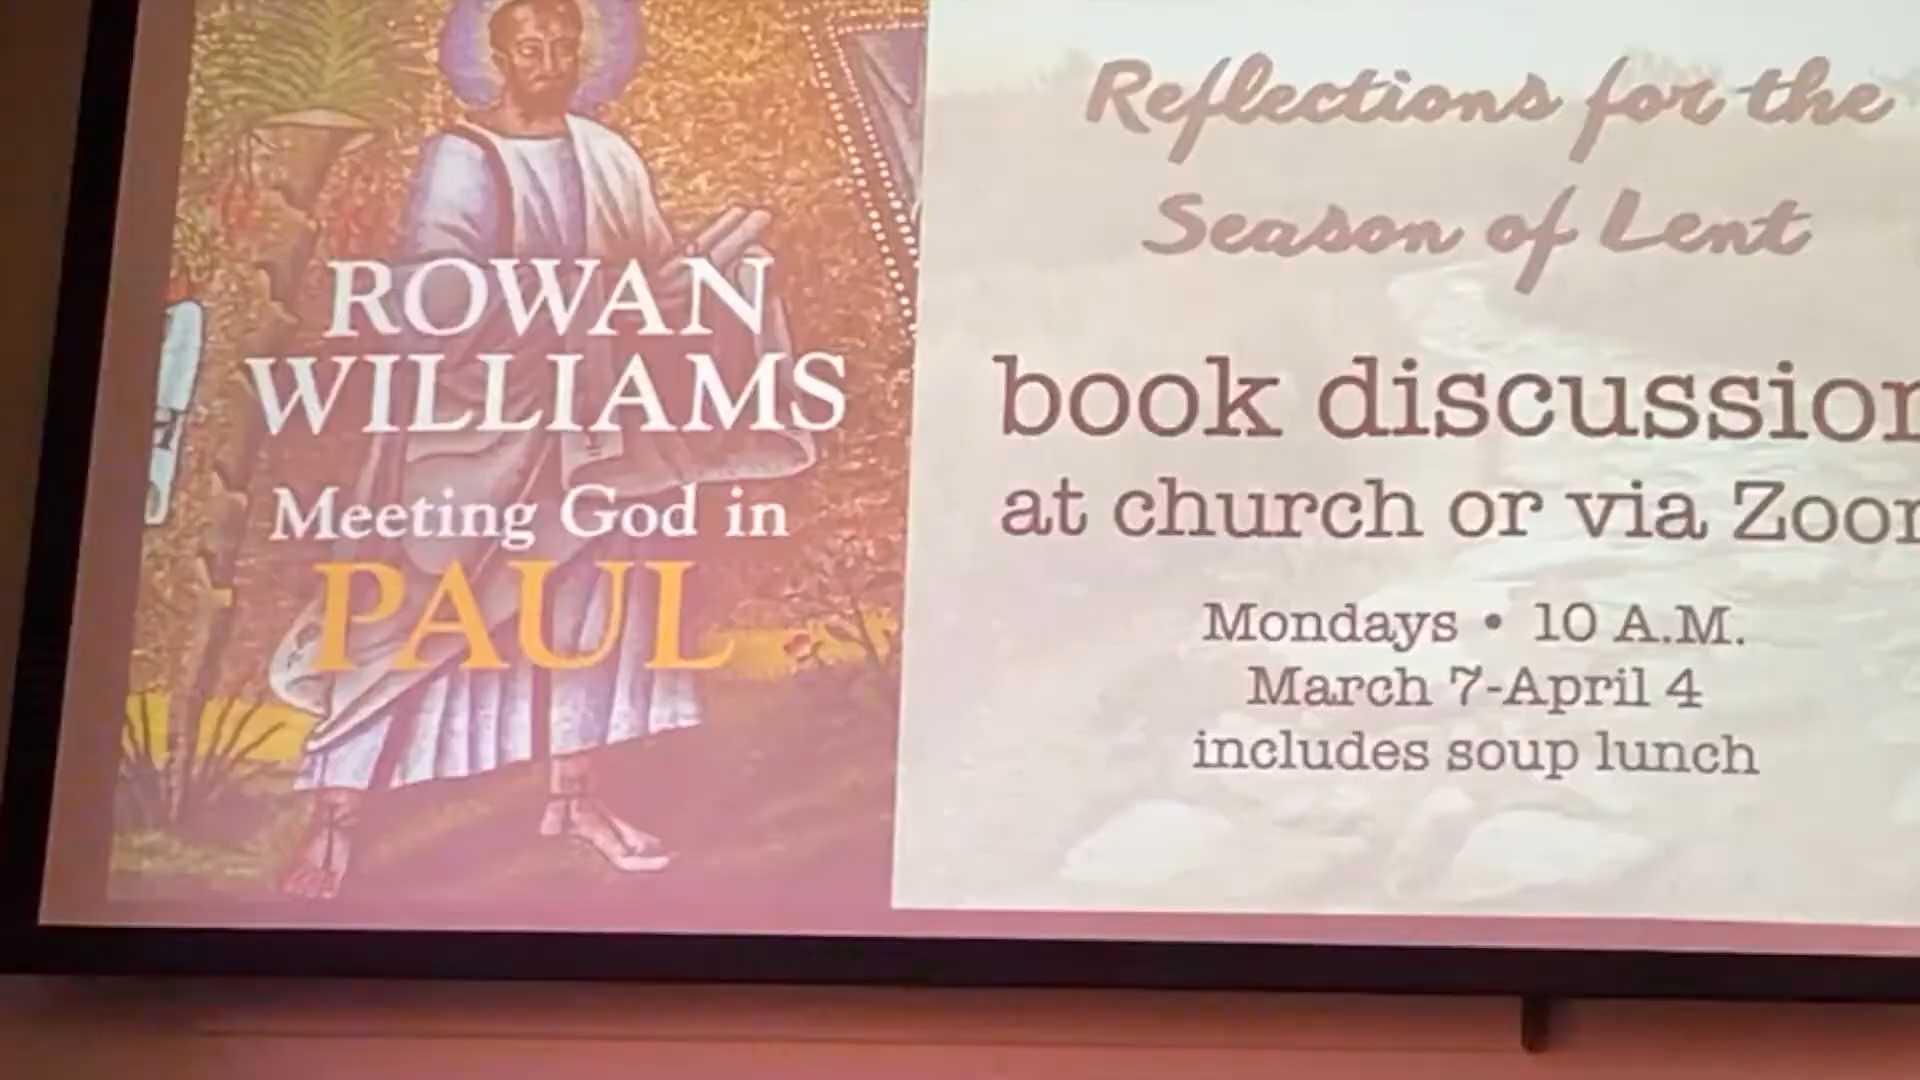 ROWAN
WILLIAMS
Meeting God in
PAUL
Reflections for the
Season of Lent
book discussion
at church or via Zoom
Mondays • 10 A.M.
March 7-April 4
includes soup lunch